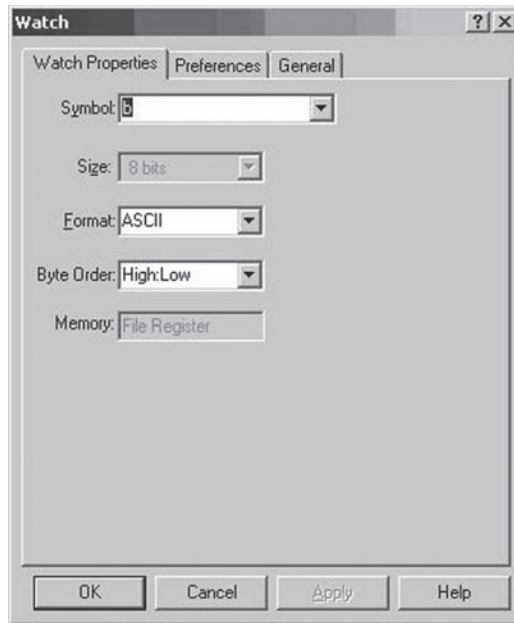 Watch
Watch Properties Preferences General
Symbol: b
Size: 8 bits
Format: ASCII
Byte Order: High:Low
Memory: File Register
OK Cancel Apply Help